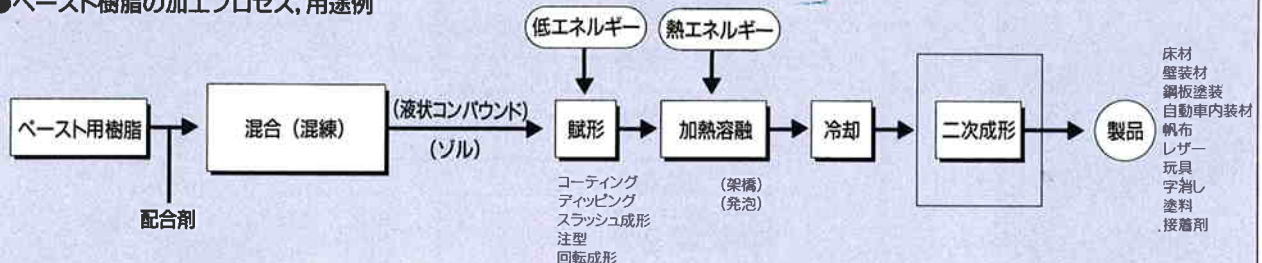 ●ペースト樹脂の加工プロセス,用途例
低エネルギー
熱エネルギー
ペースト用樹脂
配合剤
混合(混練)
(液状コンパウンド)
(ゾル)
賦形
コーティング
ディッピング
スラッシュ成形
注型
回転成形
加熱溶融
(架橋)
(発泡)
冷却
二次成形
製品
床材
壁装材
鋼板塗装
自動車内装材
帆布
レザー
玩具
字消し
塗料
接着剤